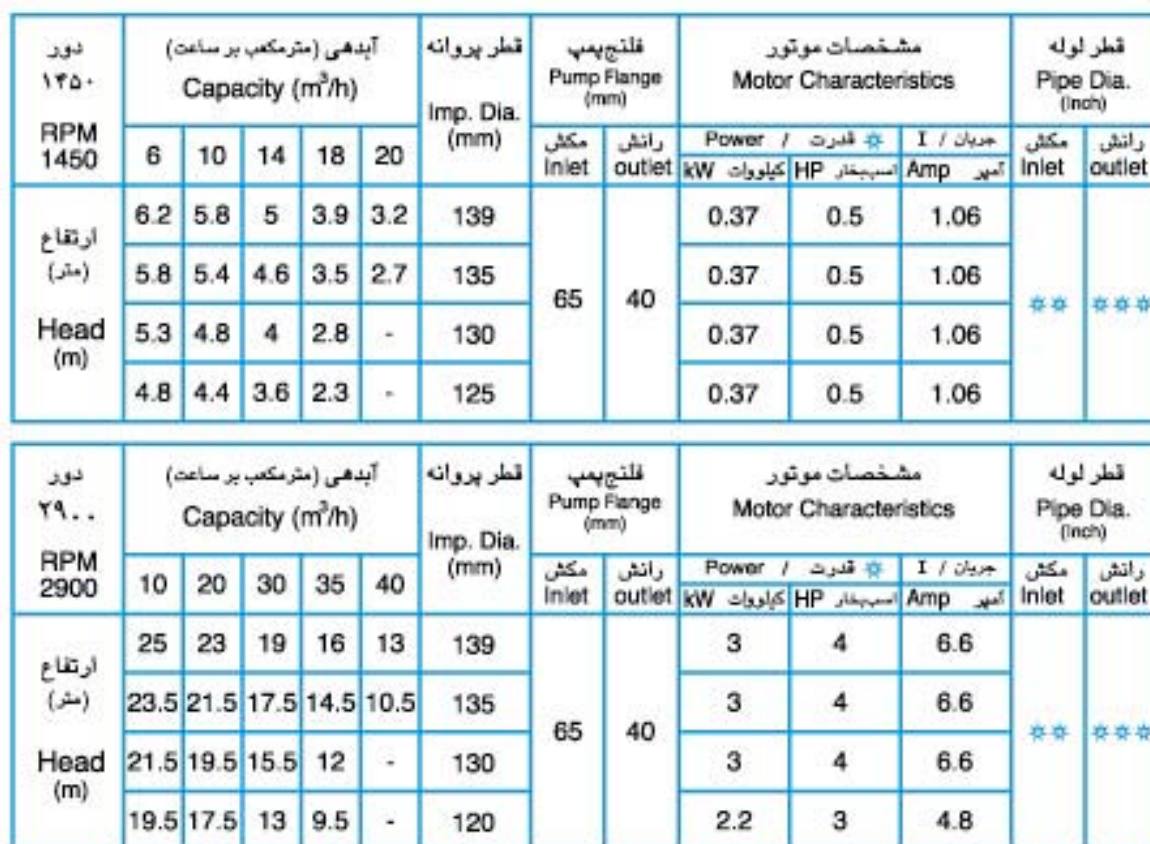 دور ۱۴۵۰ RPM 1450
آبدهی (مترمکعب بر ساعت)
Capacity (m³/h)
6 10 14 18 20
قطر پروانه
Imp. Dia. (mm)
فلنج پمپ
Pump Flange (mm)
مکش Inlet رانش outlet
مشخصات موتور
Motor Characteristics
Power / قدرت ☼ I / جریان
kW کیلووات HP اسب‌بخار Amp آمپر
قطر لوله
Pipe Dia. (Inch)
مکش Inlet رانش outlet
ارتفاع (متر) Head (m)
6.2 5.8 5 3.9 3.2 139 0.37 0.5 1.06
5.8 5.4 4.6 3.5 2.7 135 0.37 0.5 1.06
65 40 ☼☼ ☼☼☼
5.3 4.8 4 2.8 - 130 0.37 0.5 1.06
4.8 4.4 3.6 2.3 - 125 0.37 0.5 1.06
دور ۲۹۰۰ RPM 2900
آبدهی (مترمکعب بر ساعت)
Capacity (m³/h)
10 20 30 35 40
قطر پروانه
Imp. Dia. (mm)
فلنج پمپ
Pump Flange (mm)
مکش Inlet رانش outlet
مشخصات موتور
Motor Characteristics
Power / قدرت ☼ I / جریان
kW کیلووات HP اسب‌بخار Amp آمپر
قطر لوله
Pipe Dia. (Inch)
مکش Inlet رانش outlet
ارتفاع (متر) Head (m)
25 23 19 16 13 139 3 4 6.6
23.5 21.5 17.5 14.5 10.5 135 3 4 6.6
65 40 ☼☼ ☼☼☼
21.5 19.5 15.5 12 - 130 3 4 6.6
19.5 17.5 13 9.5 - 120 2.2 3 4.8